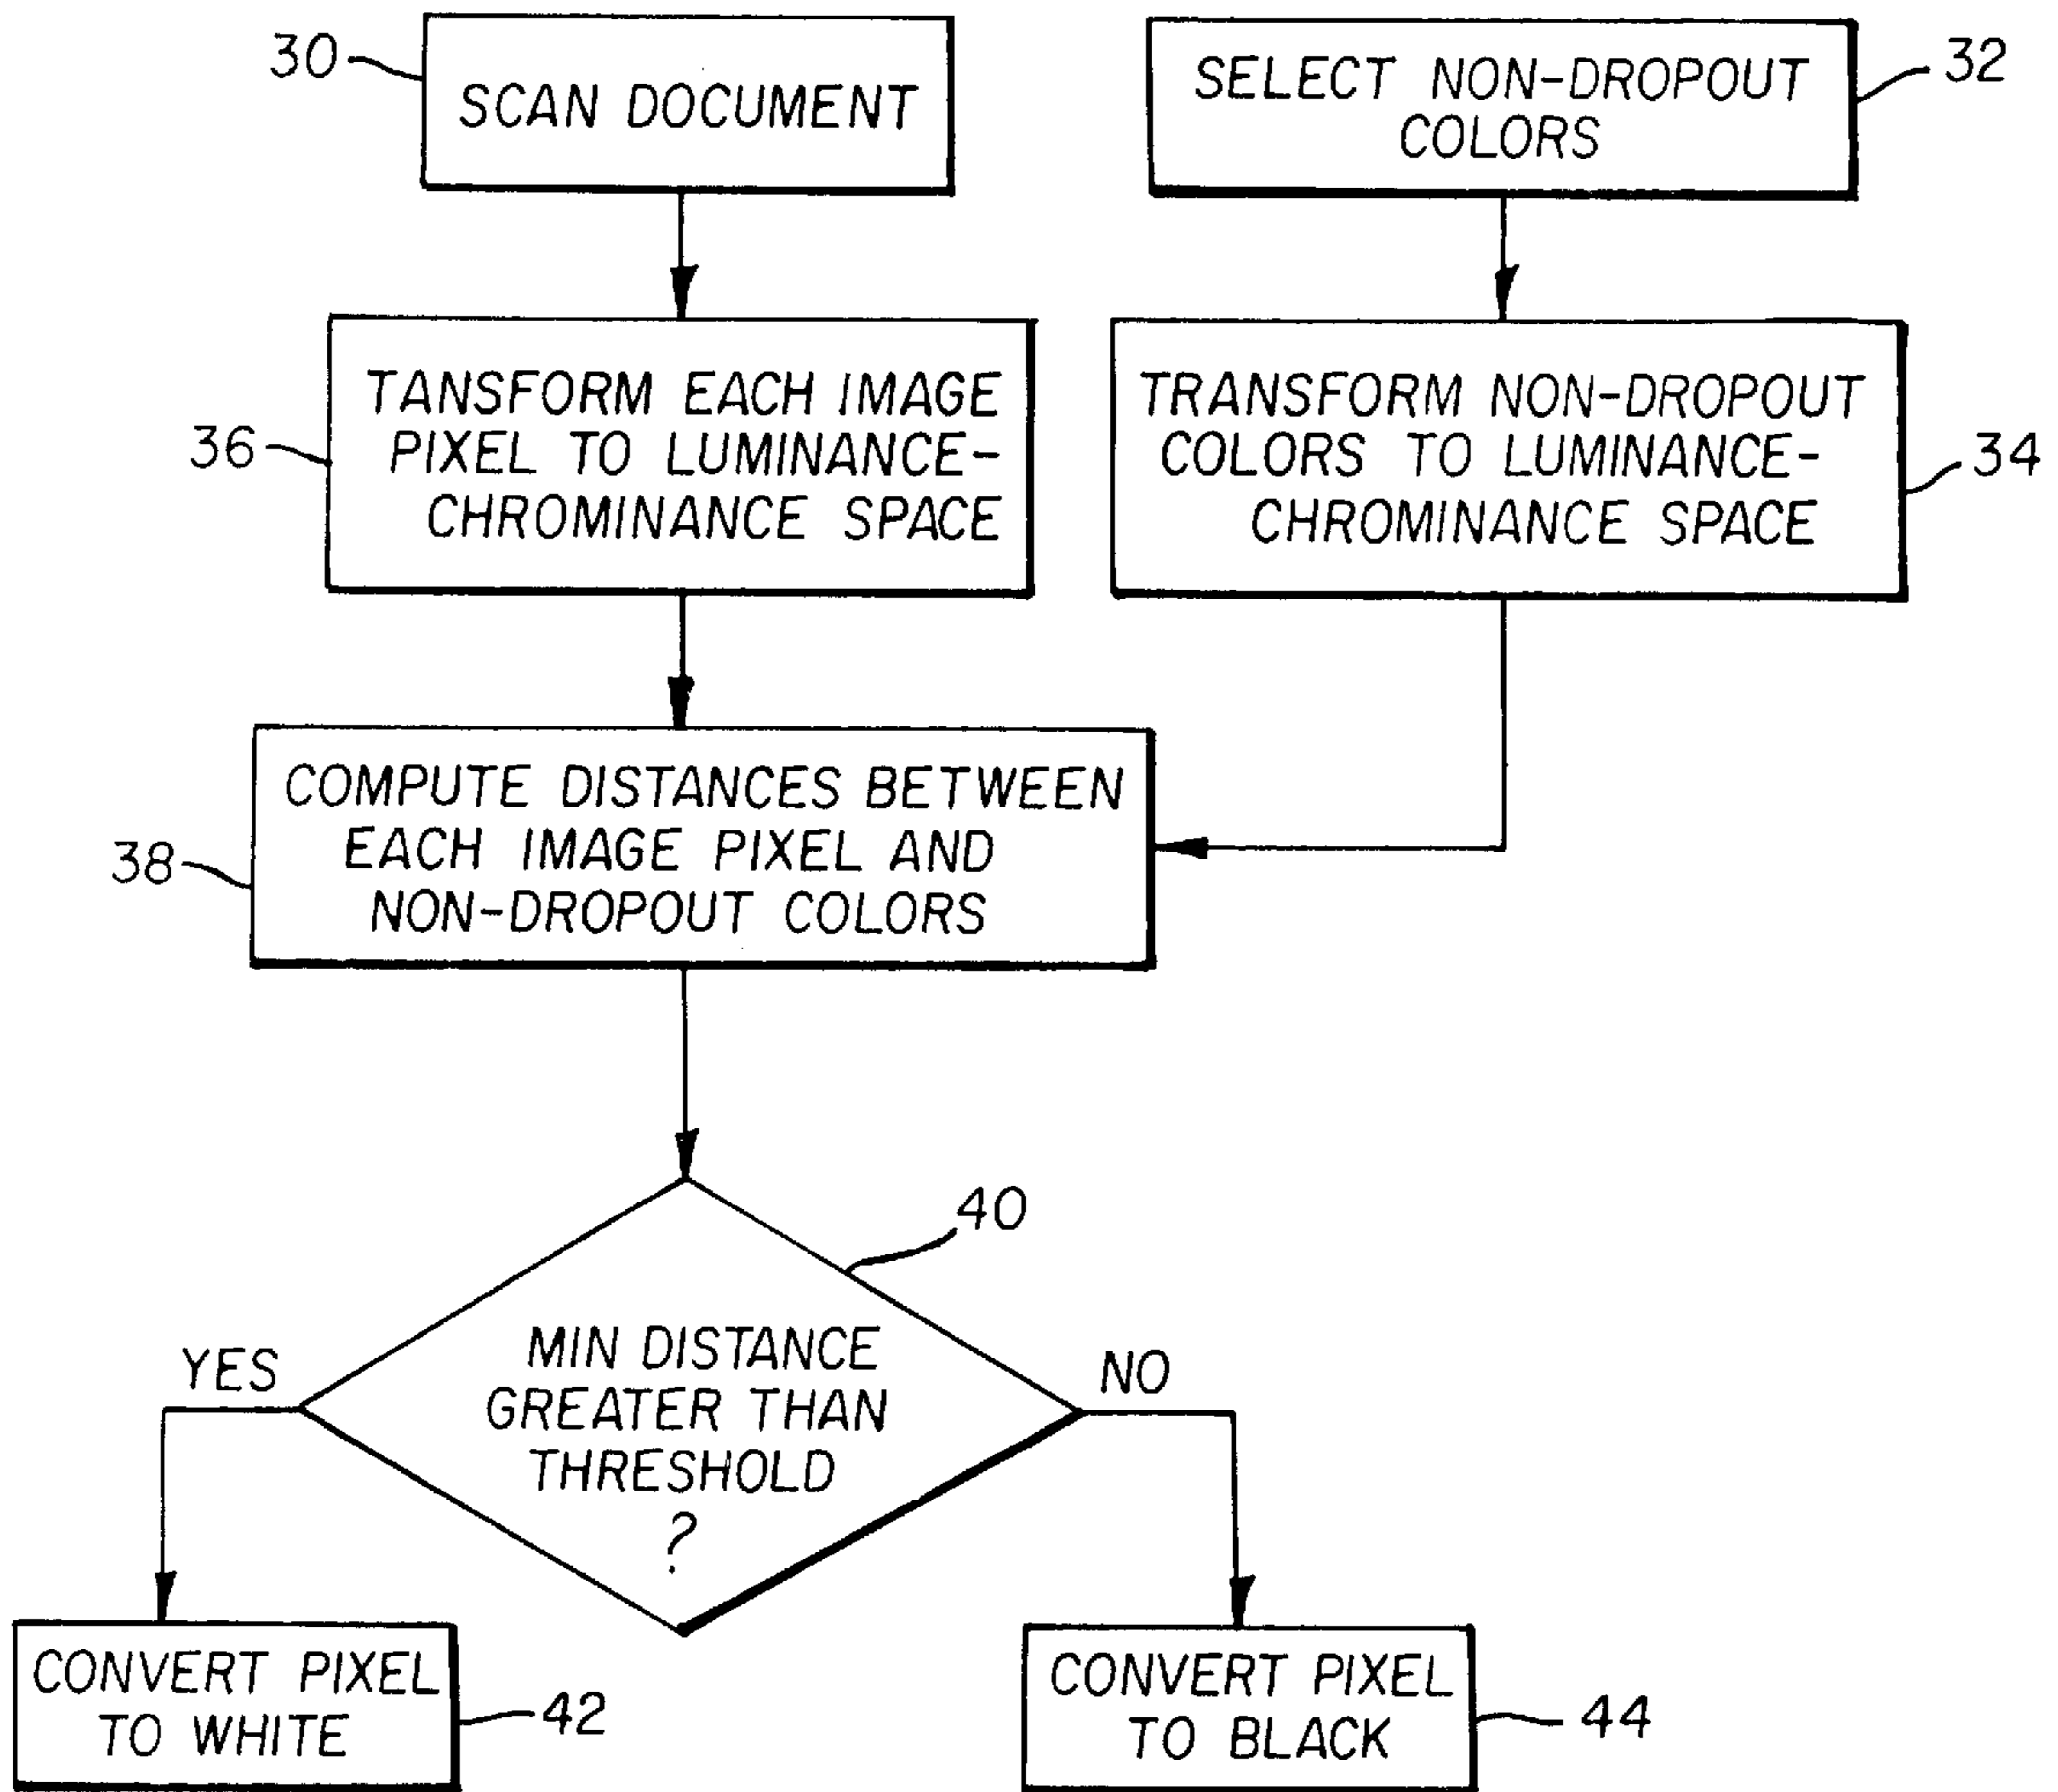 30
SCAN DOCUMENT
SELECT NON-DROPOUT
COLORS
32
36
TANSFORM EACH IMAGE
PIXEL TO LUMINANCE-
CHROMINANCE SPACE
TRANSFORM NON-DROPOUT
COLORS TO LUMINANCE-
CHROMINANCE SPACE
34
38
COMPUTE DISTANCES BETWEEN
EACH IMAGE PIXEL AND
NON-DROPOUT COLORS
40
MIN DISTANCE
GREATER THAN
THRESHOLD
?
YES
NO
CONVERT PIXEL
TO WHITE
42
CONVERT PIXEL
TO BLACK
44